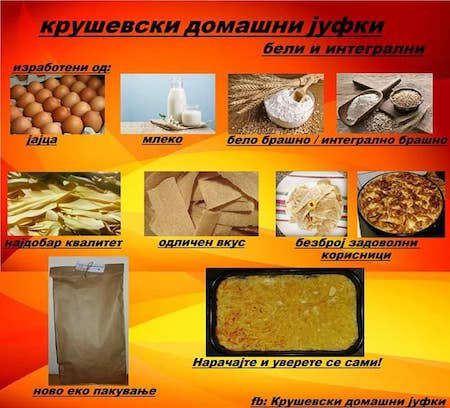 крушевски домашни јуфки
бели и интегрални
изработени од:
јајца
млеко
бело брашно / интегрално брашно
најдобар квалитет
одличен вкус
безброј задоволни
корисници
Нарачајте и уверете се сами!
ново еко пакување
fb: Крушевски домашни јуфки